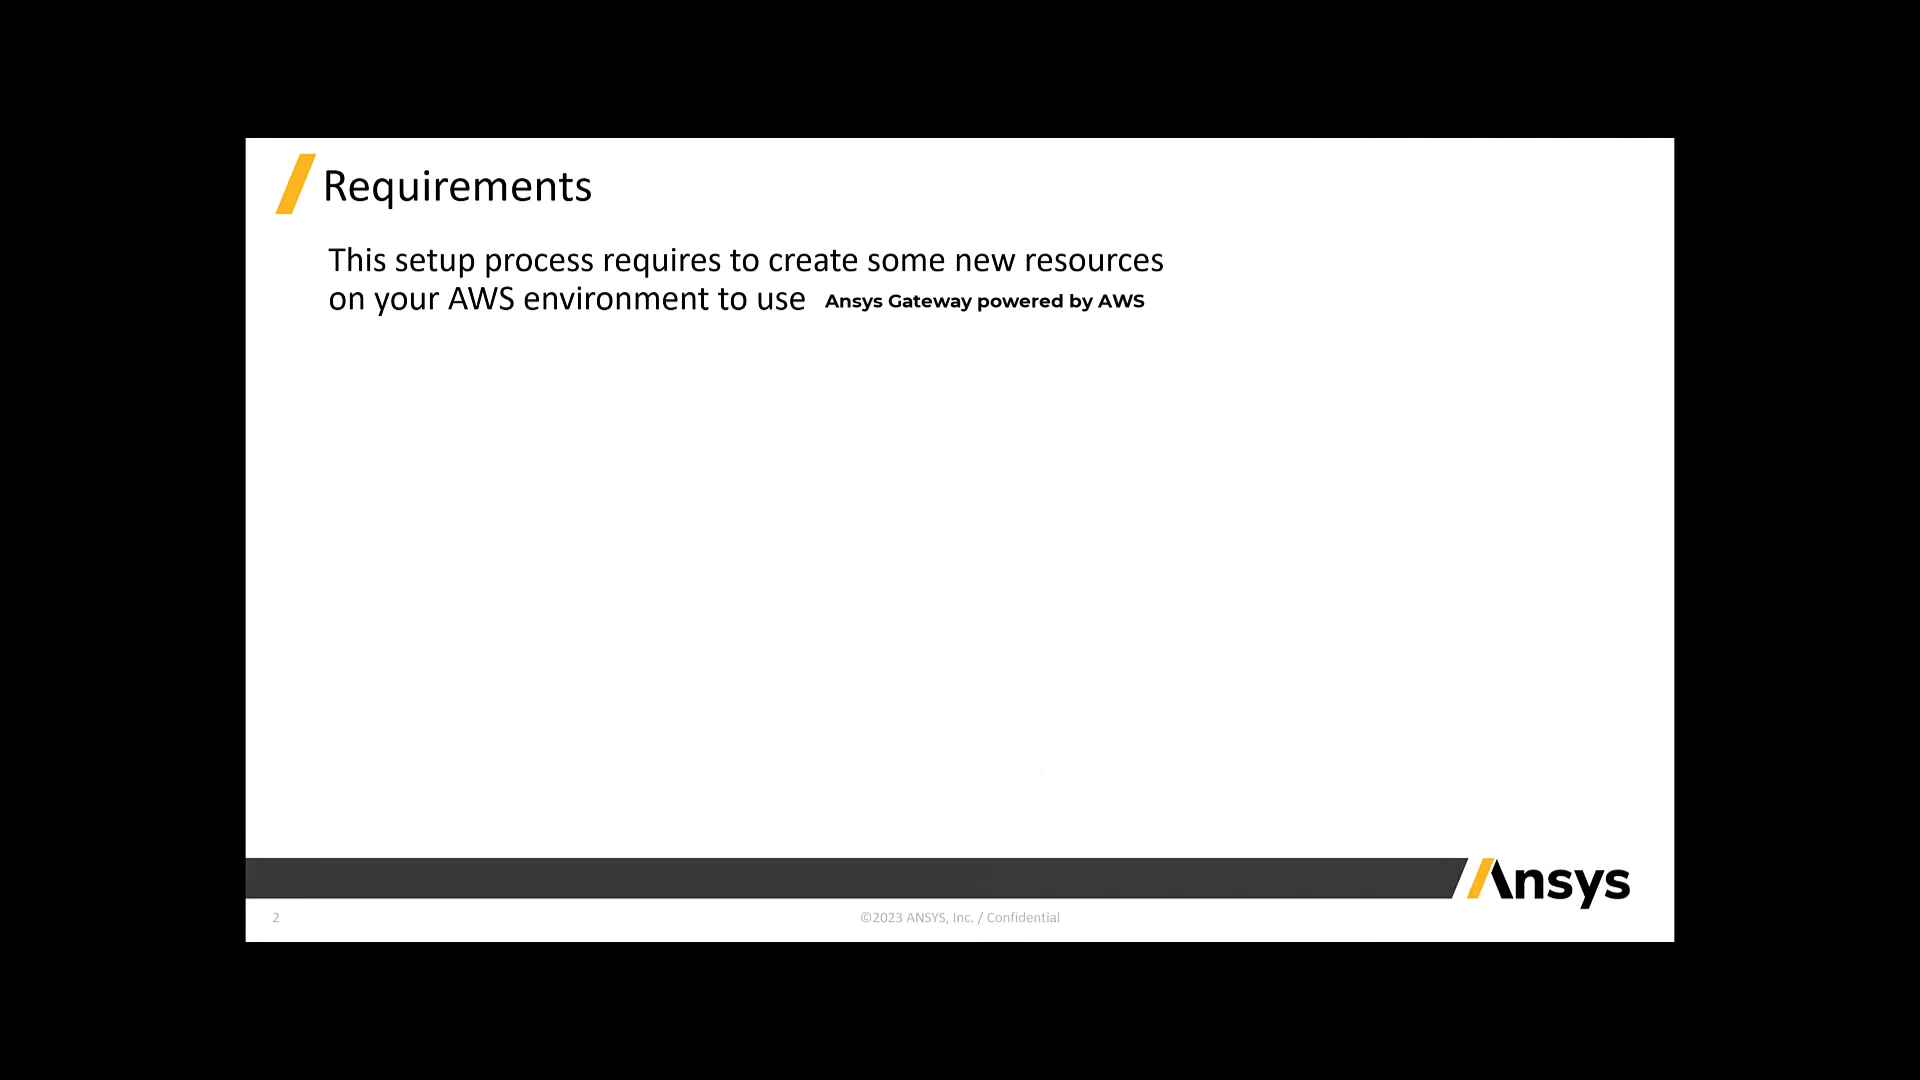 Requirements
This setup process requires to create some new resources
on your AWS environment to use Ansys Gateway powered by AWS
Ansys
2
©2023 ANSYS, Inc. / Confidential